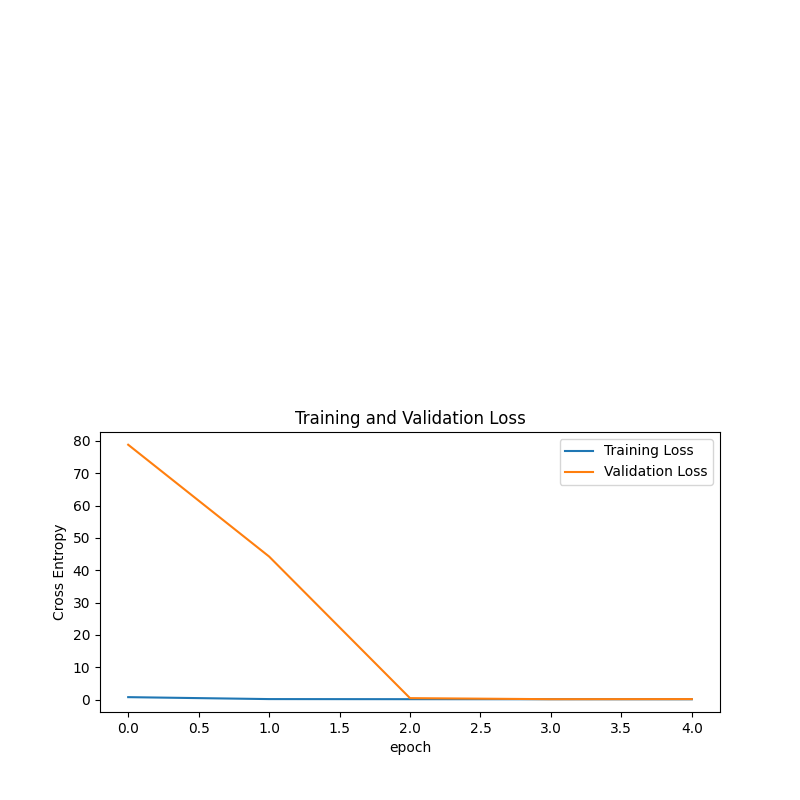 Training and Validation Loss
80
70
60
50
40
30
20
10
0
Cross Entropy
Training Loss
Validation Loss
0.0 0.5 1.0 1.5 2.0 2.5 3.0 3.5 4.0
epoch